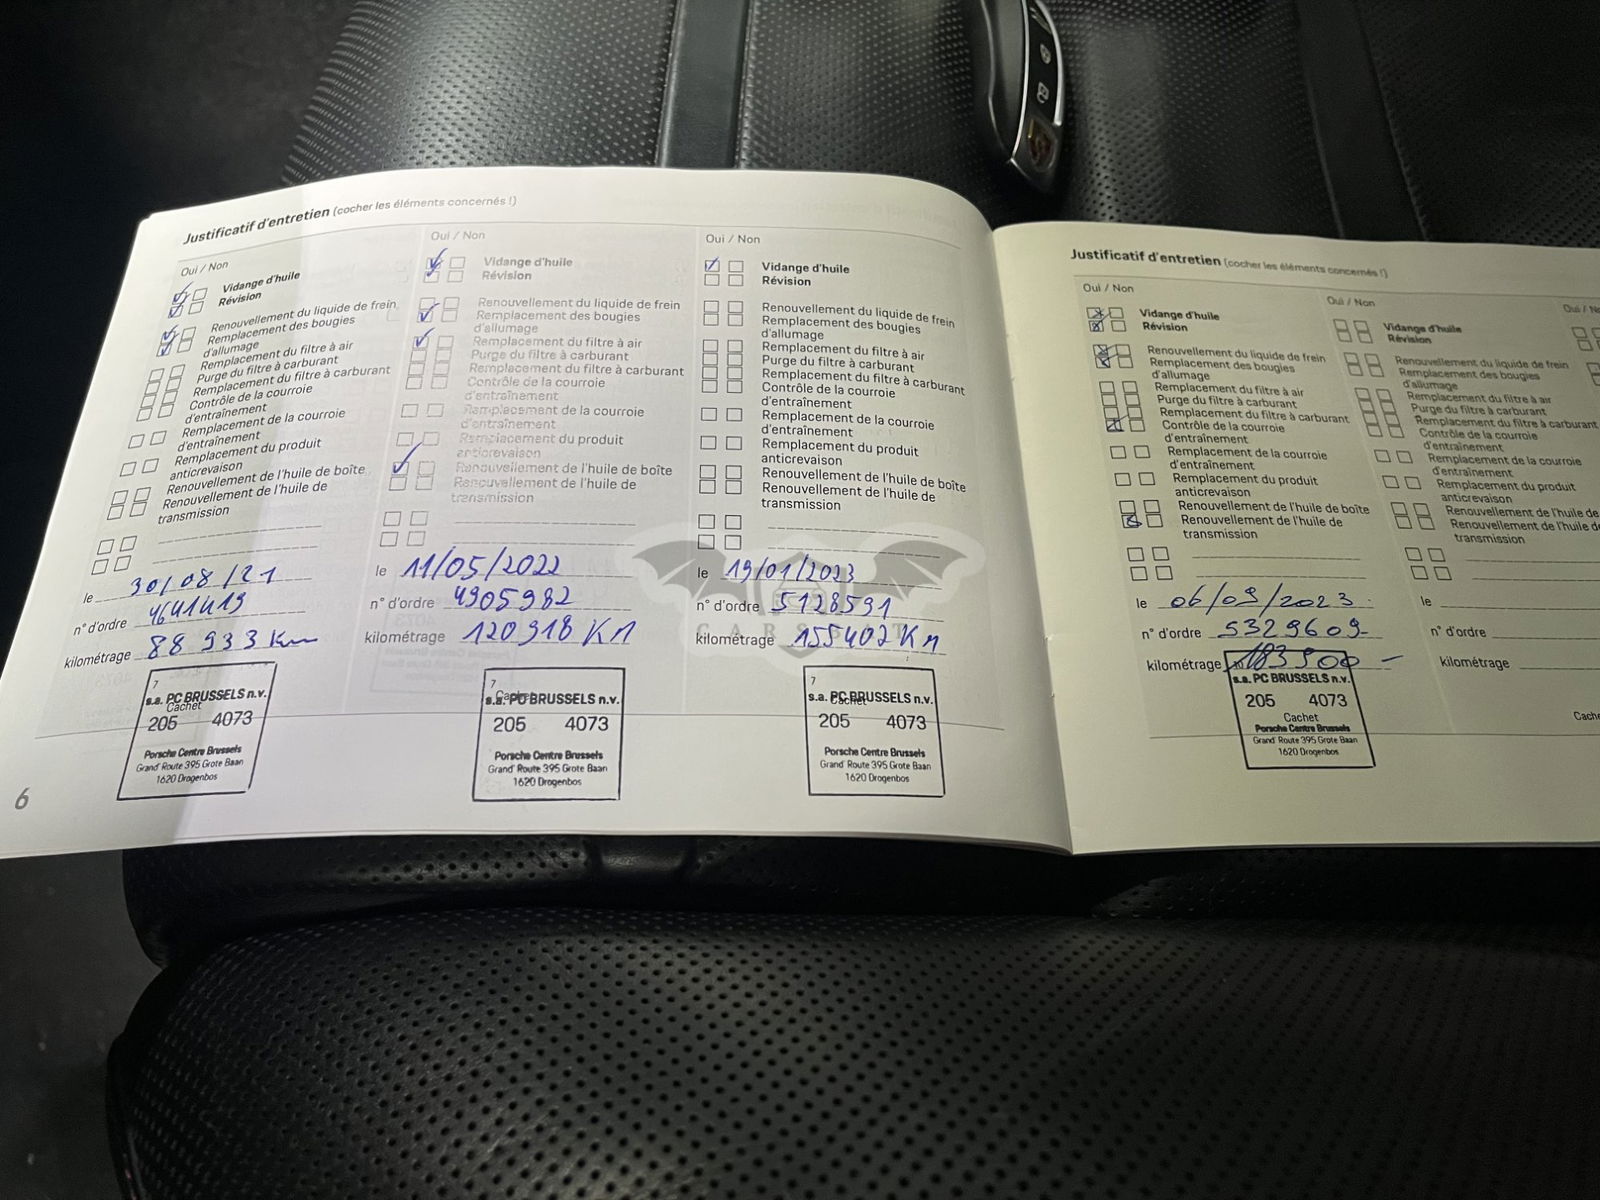 Justificatif d'entretien (cocher les éléments concernés !)
Oui / Non
Vidange d'huile
Révision
Renouvellement du liquide de frein
Remplacement des bougies
d'allumage
Remplacement du filtre à air
Purge du filtre à carburant
Remplacement du filtre à carburant
Contrôle de la courroie
d'entraînement
Remplacement de la courroie
d'entraînement
Remplacement du produit
anticrevaison
Renouvellement de l'huile de boîte
Renouvellement de l'huile de
transmission
le 30/08/21
n° d'ordre 4641419
kilométrage 88 933 Km
7
s.a. PC BRUSSELS n.v.
Cachet
205 4073
Porsche Centre Brussels
Grand' Route 395 Grote Baan
1620 Drogenbos
6
Oui / Non
Vidange d'huile
Révision
Renouvellement du liquide de frein
Remplacement des bougies
d'allumage
Remplacement du filtre à air
Purge du filtre à carburant
Remplacement du filtre à carburant
Contrôle de la courroie
d'entraînement
Remplacement de la courroie
d'entraînement
Remplacement du produit
anticrevaison
Renouvellement de l'huile de boîte
Renouvellement de l'huile de
transmission
le 11/05/2022
n° d'ordre 4905982
kilométrage 120918 KM
7
s.a. PC BRUSSELS n.v.
Cachet
205 4073
Porsche Centre Brussels
Grand' Route 395 Grote Baan
1620 Drogenbos
Oui / Non
Vidange d'huile
Révision
Renouvellement du liquide de frein
Remplacement des bougies
d'allumage
Remplacement du filtre à air
Purge du filtre à carburant
Remplacement du filtre à carburant
Contrôle de la courroie
d'entraînement
Remplacement de la courroie
d'entraînement
Remplacement du produit
anticrevaison
Renouvellement de l'huile de boîte
Renouvellement de l'huile de
transmission
le 19/01/2023
n° d'ordre 5128591
kilométrage 155402 KM
7
s.a. PC BRUSSELS n.v.
Cachet
205 4073
Porsche Centre Brussels
Grand' Route 395 Grote Baan
1620 Drogenbos
Justificatif d'entretien (cocher les éléments concernés !)
Oui / Non
Vidange d'huile
Révision
Renouvellement du liquide de frein
Remplacement des bougies
d'allumage
Remplacement du filtre à air
Purge du filtre à carburant
Remplacement du filtre à carburant
Contrôle de la courroie
d'entraînement
Remplacement de la courroie
d'entraînement
Remplacement du produit
anticrevaison
Renouvellement de l'huile de boîte
Renouvellement de l'huile de
transmission
le 06/09/2023
n° d'ordre 5329609
kilométrage 183900
s.a. PC BRUSSELS n.v.
205 4073
Cachet
Porsche Centre Brussels
Grand' Route 395 Grote Baan
1620 Drogenbos
Oui / Non
Vidange d'huile
Révision
Renouvellement du liquide de frein
Remplacement des bougies
d'allumage
Remplacement du filtre à air
Purge du filtre à carburant
Remplacement du filtre à carburant
Contrôle de la courroie
d'entraînement
Remplacement de la courroie
d'entraînement
Remplacement du produit
anticrevaison
Renouvellement de l'huile de
Renouvellement de l'huile de
transmission
le
n° d'ordre
kilométrage
Oui